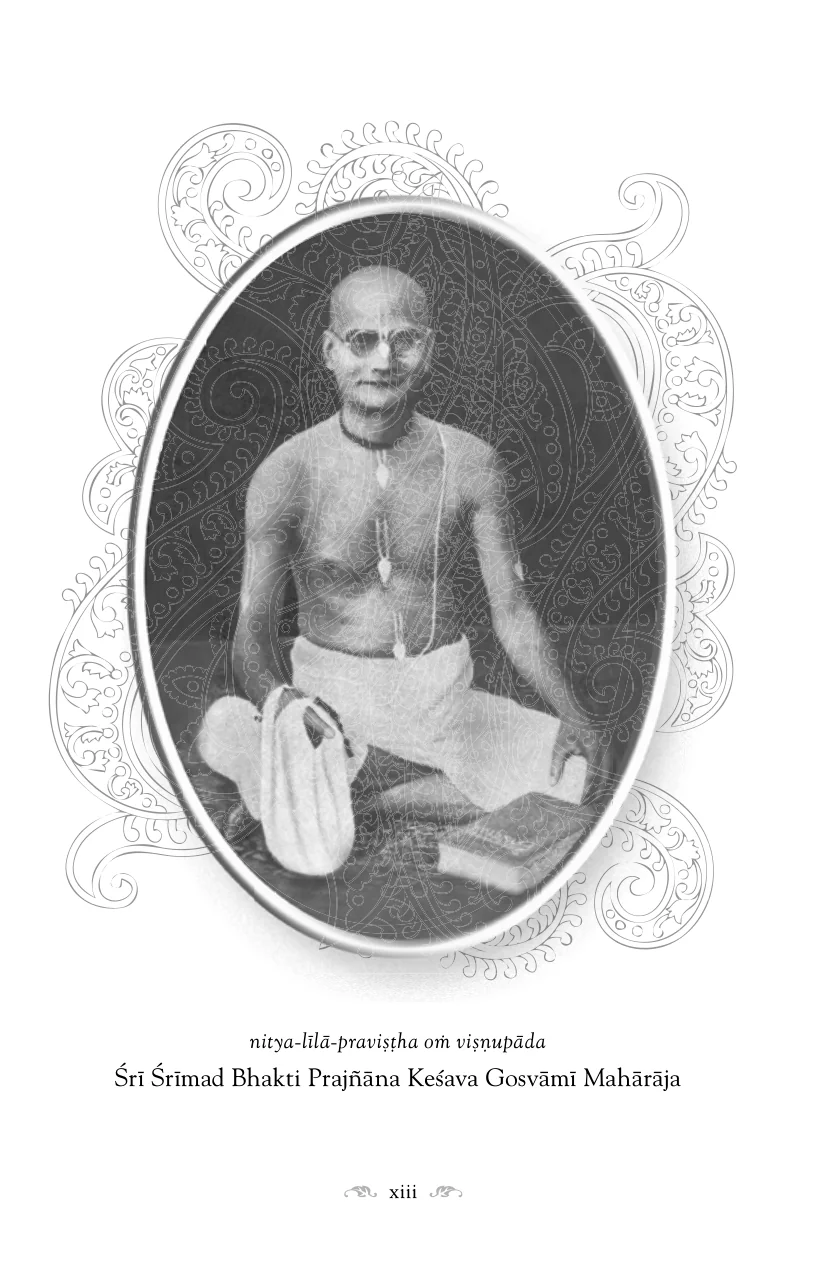 nitya-līlā-praviṣṭha oṁ viṣṇupāda
Śrī Śrīmad Bhakti Prajñāna Keśava Gosvāmī Mahārāja
xiii